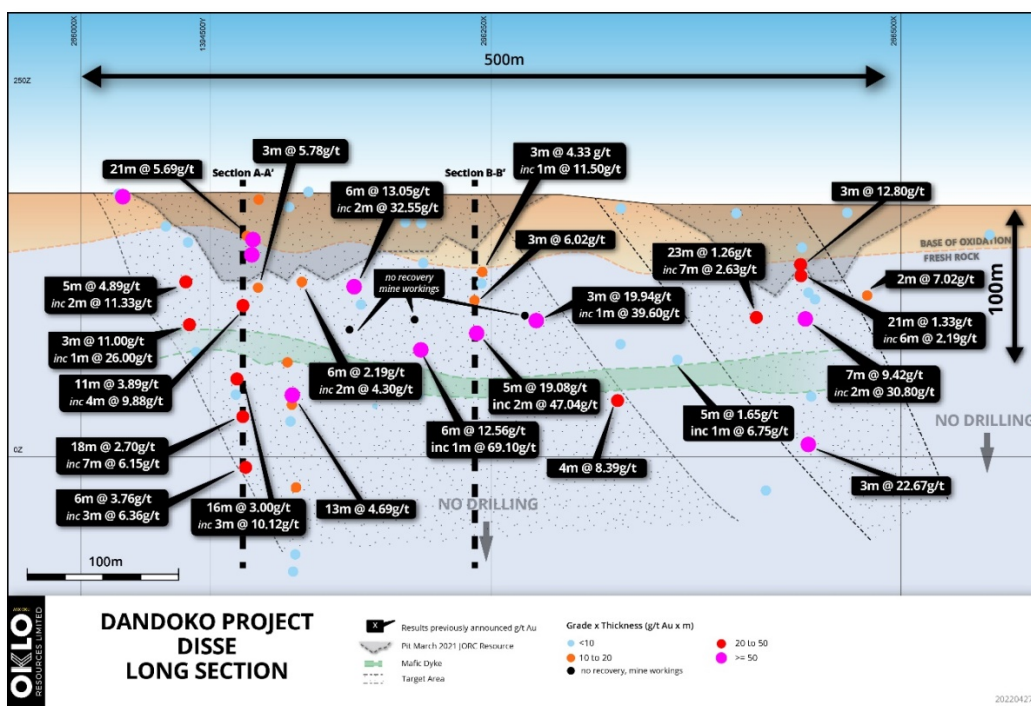 266000X
1394500Y
266250X
266500X
250Z
500m
3m @ 5.78g/t
21m @ 5.69g/t
Section A-A'
6m @ 13.05g/t
inc 2m @ 32.55g/t
Section B-B'
3m @ 4.33 g/t
inc 1m @ 11.50g/t
3m @ 12.80g/t
3m @ 6.02g/t
23m @ 1.26g/t
inc 7m @ 2.63g/t
BASE OF OXIDATION
FRESH ROCK
100m
2m @ 7.02g/t
5m @ 4.89g/t
inc 2m @ 11.33g/t
no recovery
mine workings
3m @ 19.94g/t
inc 1m @ 39.60g/t
21m @ 1.33g/t
inc 6m @ 2.19g/t
3m @ 11.00g/t
inc 1m @ 26.00g/t
11m @ 3.89g/t
inc 4m @ 9.88g/t
6m @ 2.19g/t
inc 2m @ 4.30g/t
5m @ 19.08g/t
inc 2m @ 47.04g/t
7m @ 9.42g/t
inc 2m @ 30.80g/t
6m @ 12.56g/t
inc 1m @ 69.10g/t
5m @ 1.65g/t
inc 1m @ 6.75g/t
NO DRILLING
18m @ 2.70g/t
inc 7m @ 6.15g/t
0Z
4m @ 8.39g/t
3m @ 22.67g/t
6m @ 3.76g/t
inc 3m @ 6.36g/t
16m @ 3.00g/t
inc 3m @ 10.12g/t
13m @ 4.69g/t
NO DRILLING
100m
OKLO
RESOURCES LIMITED
DANDOKO PROJECT
DISSE
LONG SECTION
X
Results previously announced g/t Au
Pit March 2021 JORC Resource
Mafic Dyke
Target Area
Grade x Thickness (g/t Au x m)
<10
10 to 20
no recovery, mine workings
20 to 50
>= 50
20220427